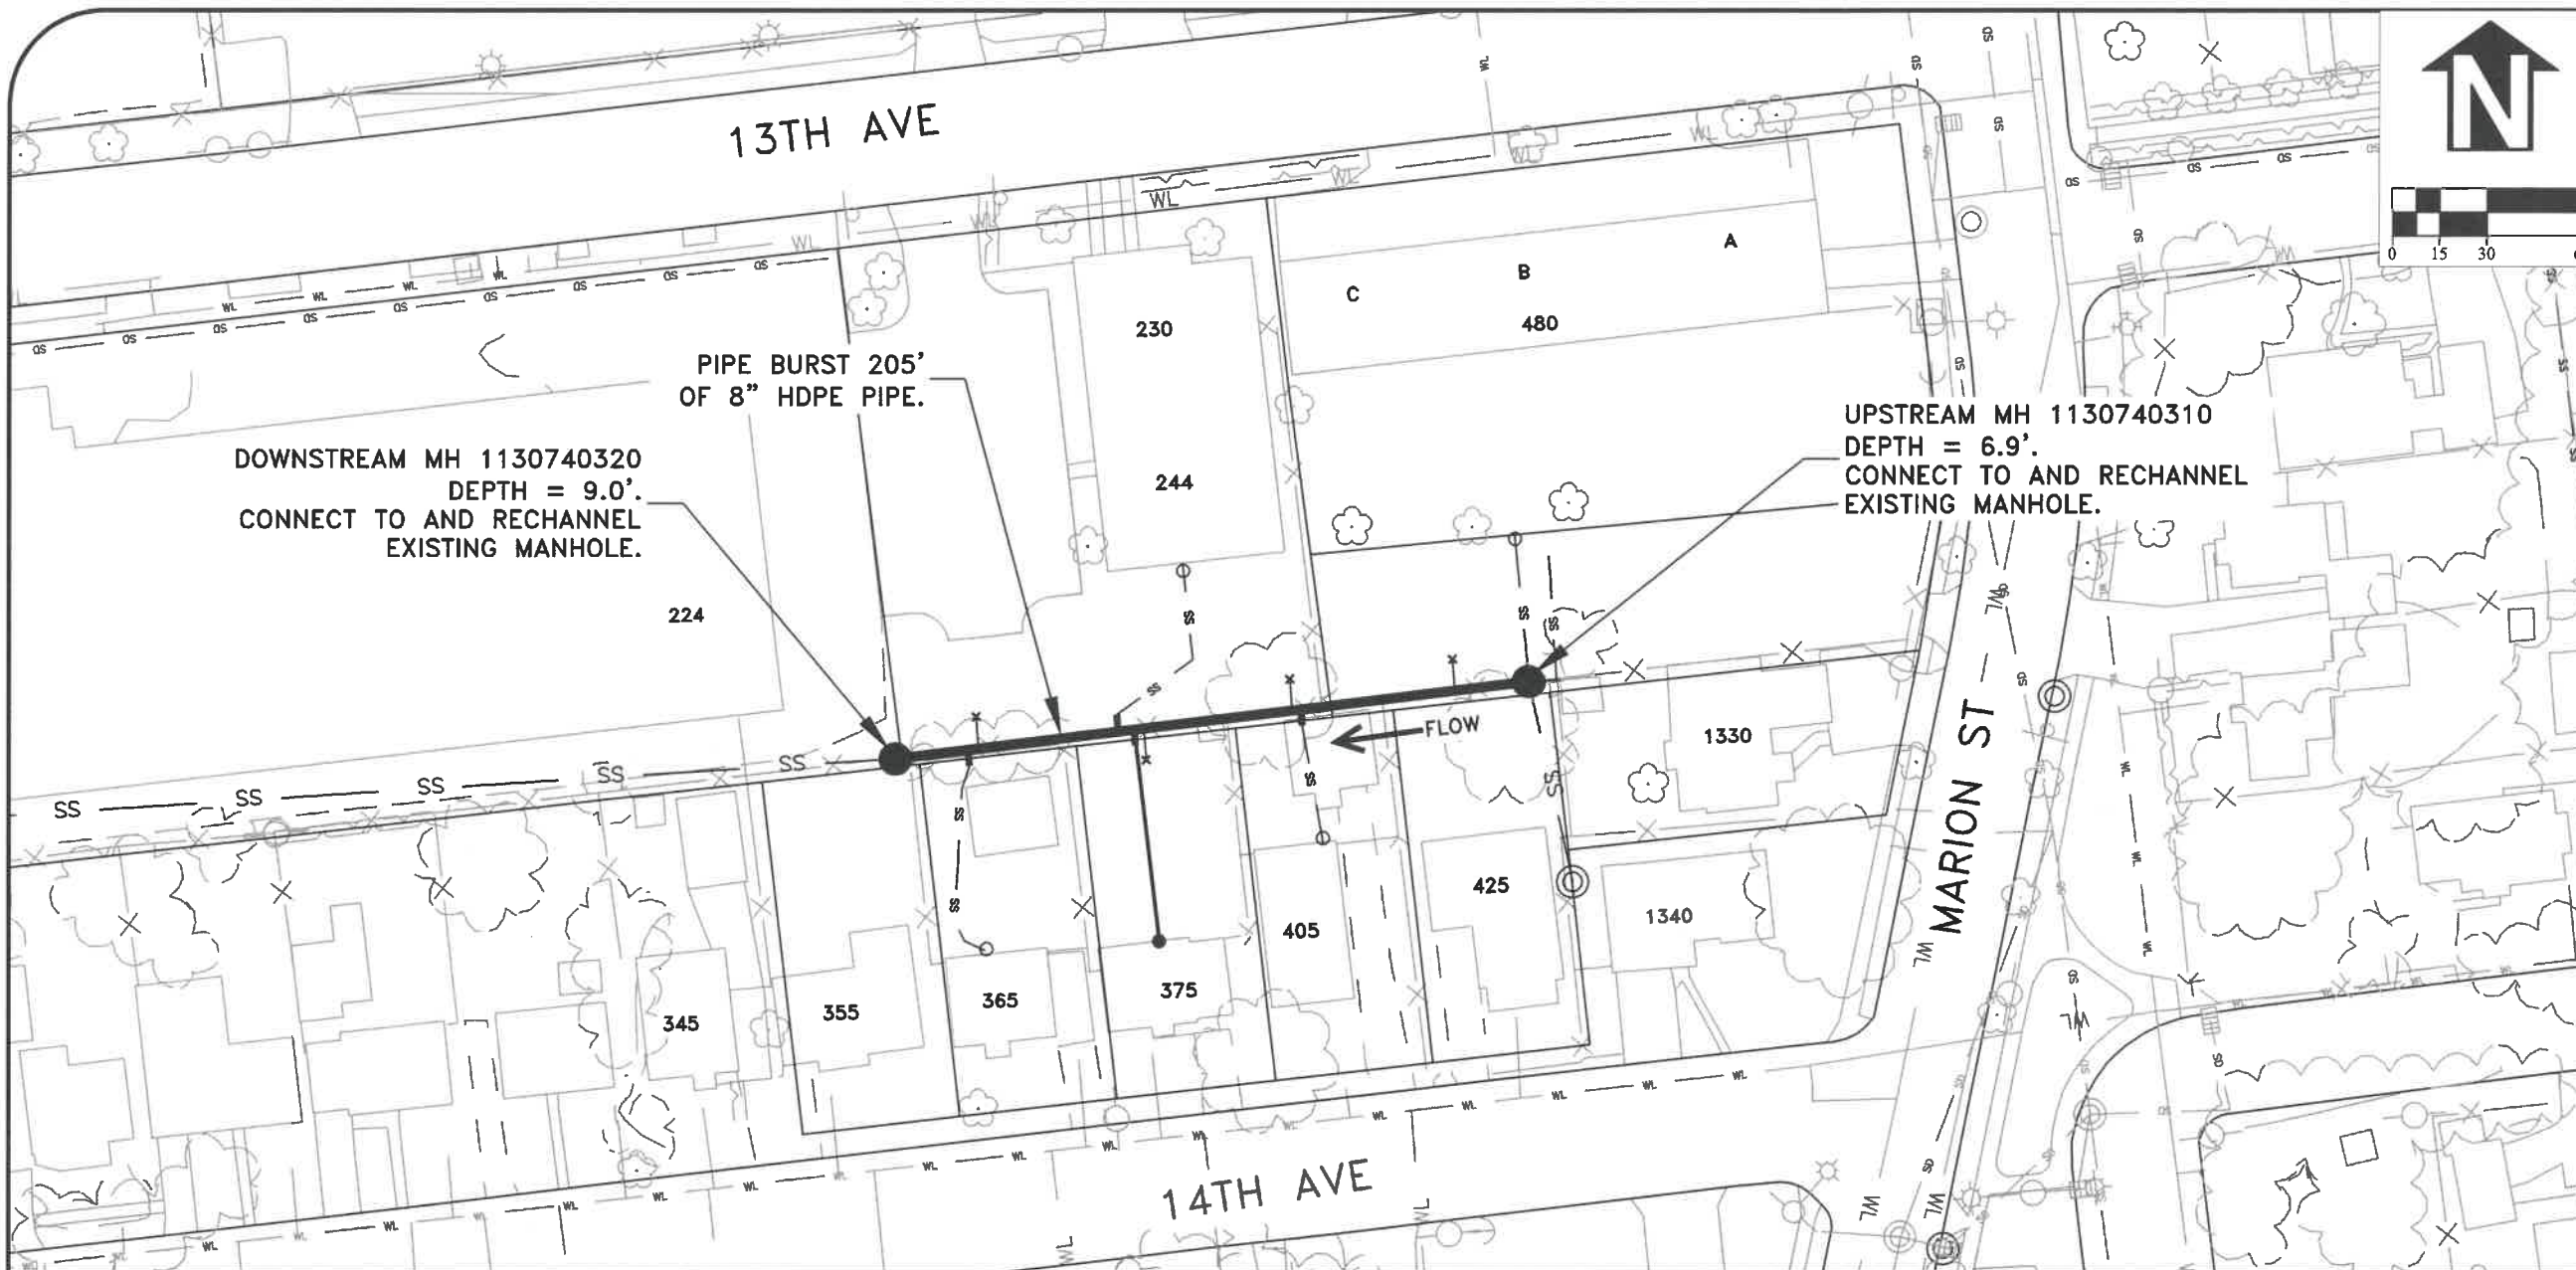 13TH AVE
N
0 15 30
A
B
C
480
230
PIPE BURST 205'
OF 8" HDPE PIPE.
UPSTREAM MH 1130740310
DEPTH = 6.9'.
CONNECT TO AND RECHANNEL
EXISTING MANHOLE.
DOWNSTREAM MH 1130740320
DEPTH = 9.0'.
CONNECT TO AND RECHANNEL
EXISTING MANHOLE.
244
224
FLOW
1330
MARION ST
SS SS SS SS SS
425
1340
405
375
365
355
345
WL
SD
14TH AVE